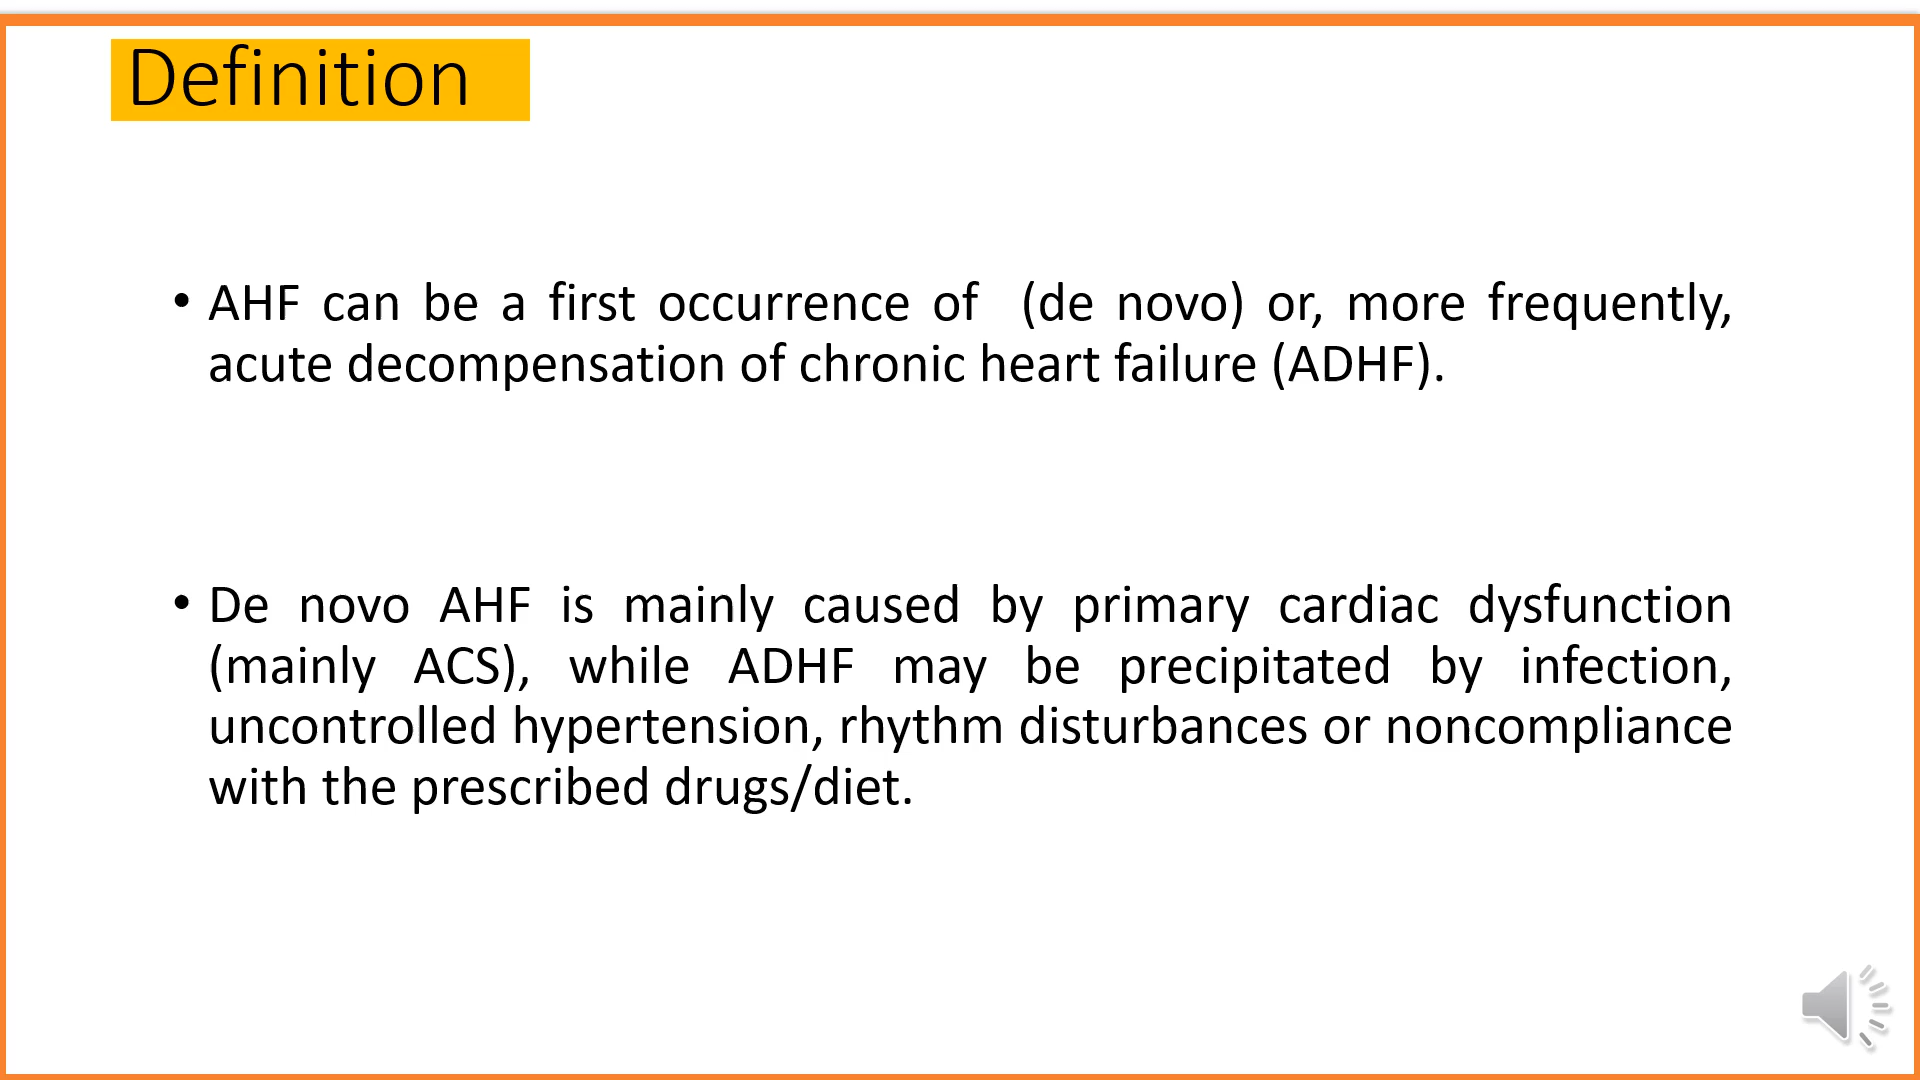 Definition
• AHF can be a first occurrence of  (de novo) or, more frequently,
acute decompensation of chronic heart failure (ADHF).
• De novo AHF is mainly caused by primary cardiac dysfunction
(mainly ACS), while ADHF may be precipitated by infection,
uncontrolled hypertension, rhythm disturbances or noncompliance
with the prescribed drugs/diet.